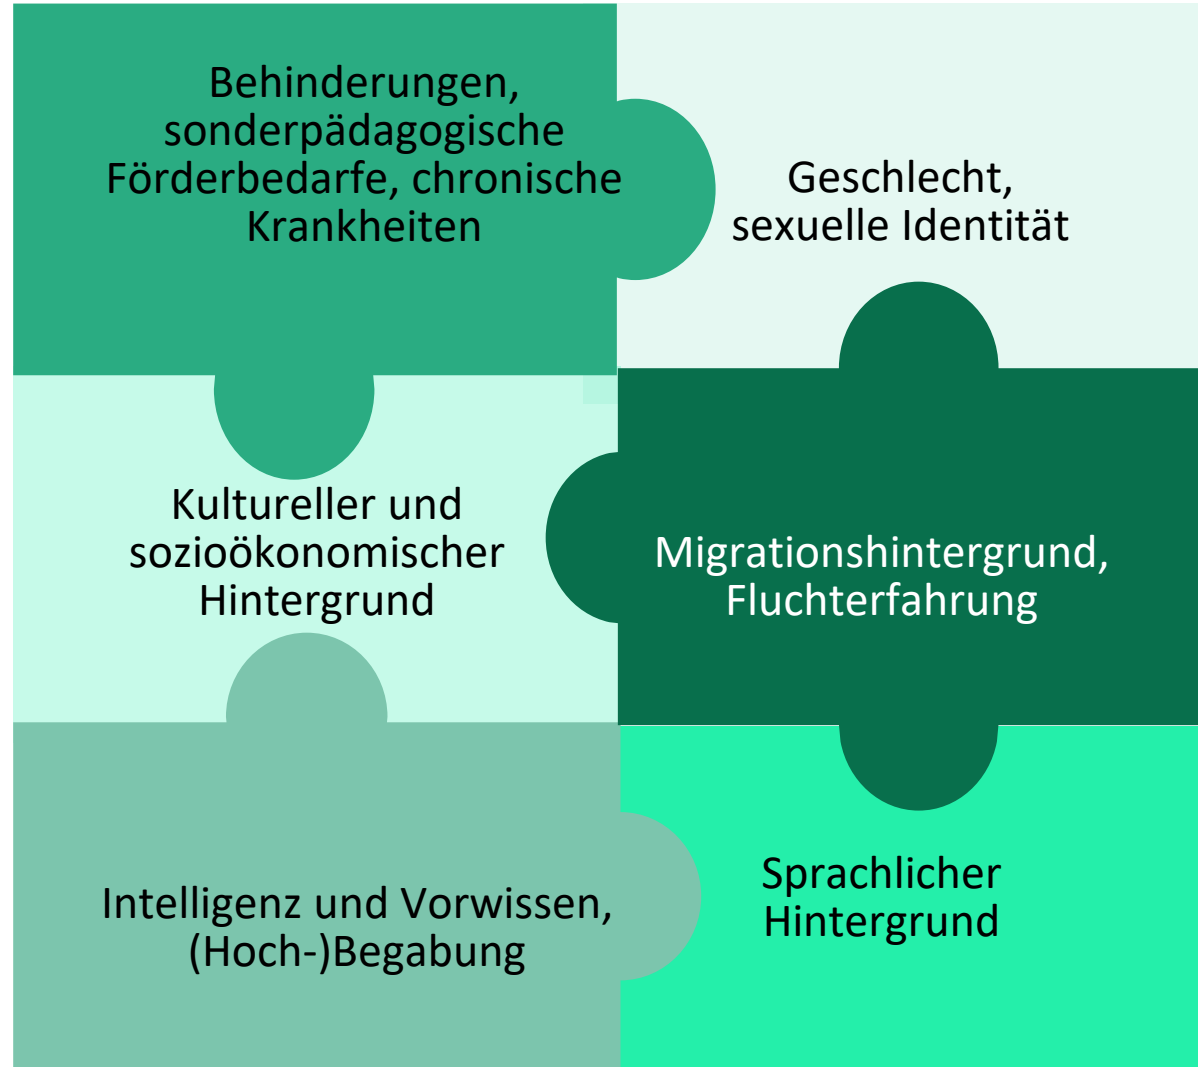 Behinderungen,
sonderpädagogische
Förderbedarfe, chronische
Krankheiten
Geschlecht,
sexuelle Identität
Kultureller und
sozioökonomischer
Hintergrund
Migrationshintergrund,
Fluchterfahrung
Intelligenz und Vorwissen,
(Hoch-)Begabung
Sprachlicher
Hintergrund